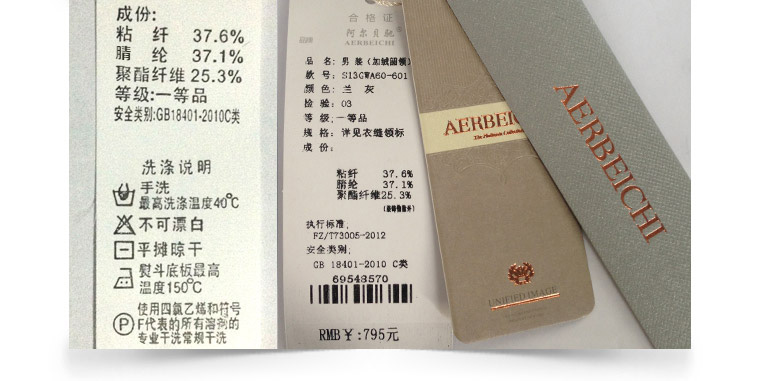 成份:
粘 纤 37.6%
腈 纶 37.1%
聚酯纤维 25.3%
等级:一等品
安全类别:GB18401-2010C类
洗涤说明
手洗
最高洗涤温度40℃
不可漂白
平摊晾干
熨斗底板最高
温度150℃
P
使用四氯乙烯和符号
F代表的所有溶剂的
专业干洗常规干洗
合格证
阿尔贝驰
AERBEICHI
品牌
品 名: 男 装 (加绒圆领)
款 号: S13GWA60-601
颜 色: 兰 灰
检 验: 03
等 级: 一等品
规 格: 详见衣缝领标
成 份:
粘纤 37.6%
腈纶 37.1%
聚酯纤维25.3%
执行标准:
FZ/T73005-2012
安全类别:
GB 18401-2010 C类
69548570
RMB¥:795元
AERBEIC
UNIFIED IMAGE
AERBEICHI